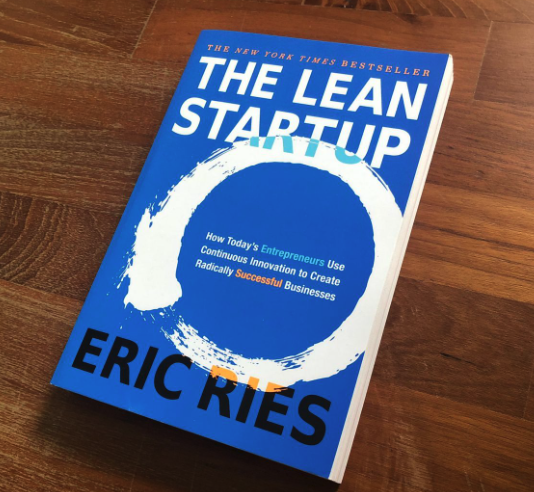 THE NEW YORK TIMES BESTSELLER
THE LEAN
STARTUP
How Today's Entrepreneurs Use
Continuous Innovation to Create
Radically Successful Businesses
ERIC RIES